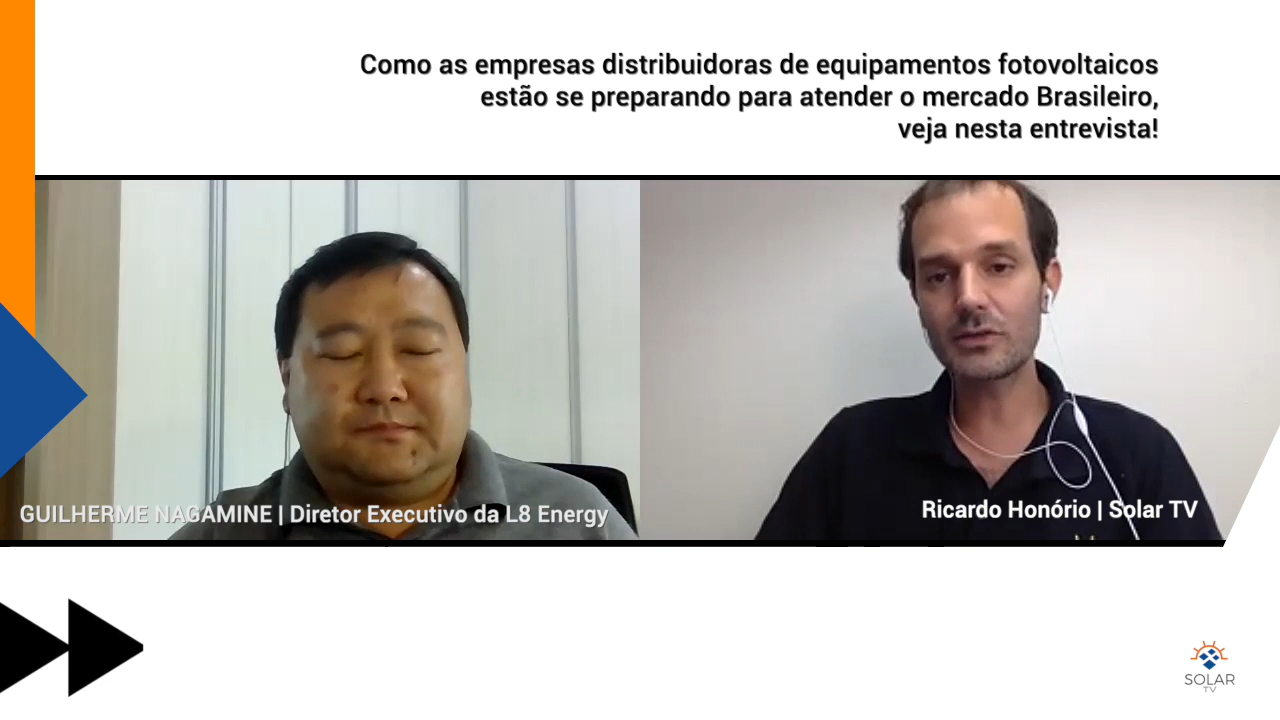 Como as empresas distribuidoras de equipamentos fotovoltaicos
estão se preparando para atender o mercado Brasileiro,
veja nesta entrevista!
GUILHERME NAGAMINE | Diretor Executivo da L8 Energy
Ricardo Honório | Solar TV
SOLAR
TV